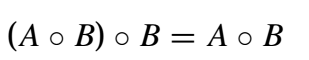 (A ∘ B) ∘ B = A ∘ B